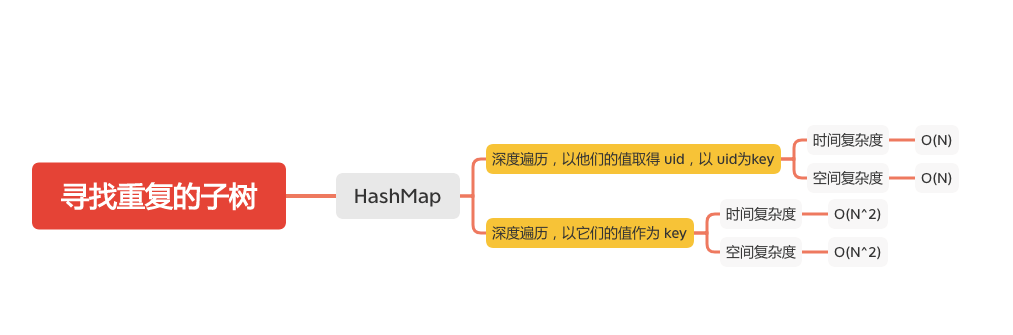 寻找重复的子树
HashMap
深度遍历，以他们的值取得 uid，以 uid为key
时间复杂度
O(N)
空间复杂度
O(N)
深度遍历，以它们的值作为 key
时间复杂度
O(N^2)
空间复杂度
O(N^2)